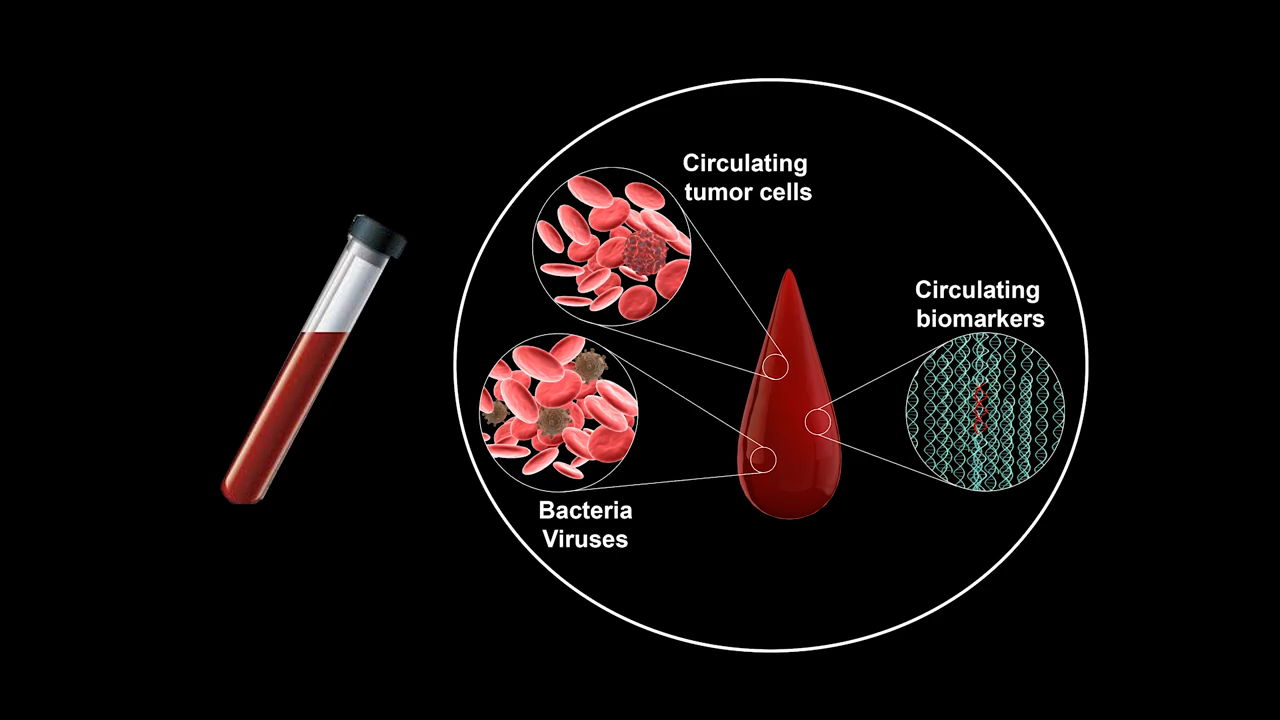 Circulating
tumor cells
Circulating
biomarkers
Bacteria
Viruses